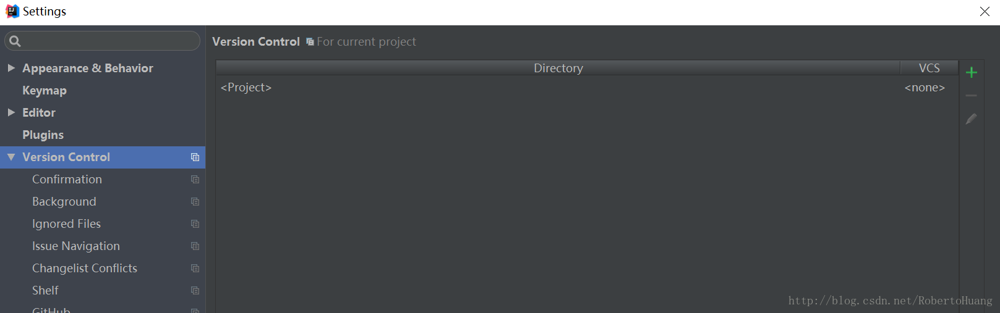 Settings
Version Control For current project
Appearance & Behavior
Keymap
Editor
Plugins
Version Control
Confirmation
Background
Ignored Files
Issue Navigation
Changelist Conflicts
Shelf
GitHub
Directory VCS
<Project> <none>
http://blog.csdn.net/RobertoHuang